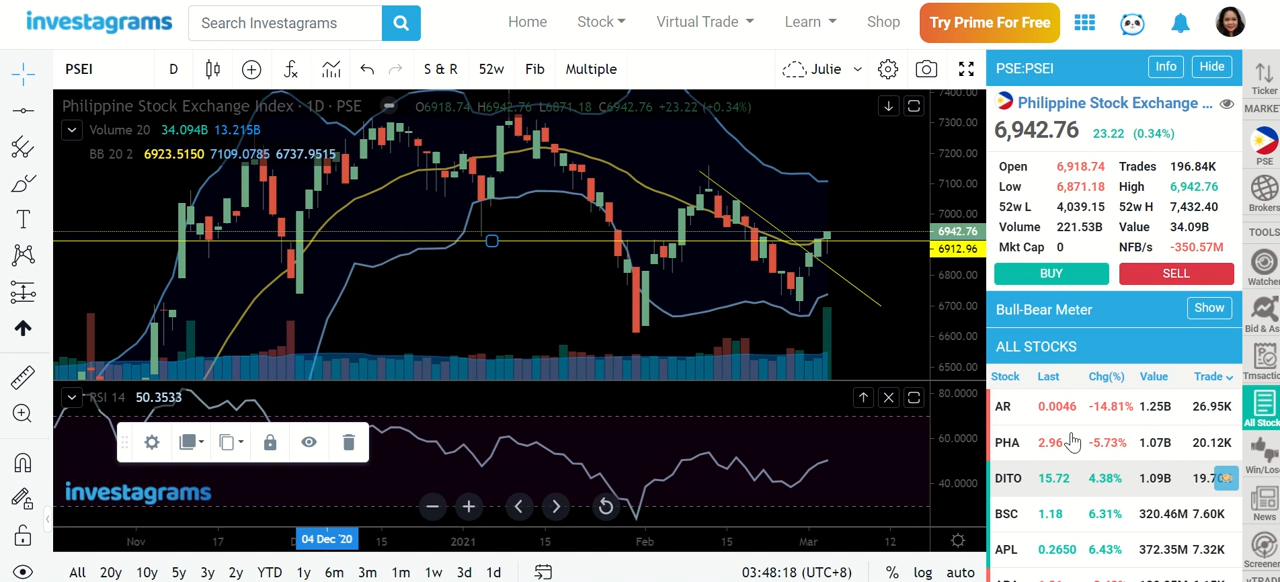 investagrams Search Investagrams Home Stock Virtual Trade Learn Shop Try Prime For Free
PSEI D S & R 52w Fib Multiple Julie
Philippine Stock Exchange Index · 1D · PSE O6918.74 H6942.76 L6871.18 C6942.76 +23.22 (+0.34%)
Volume 20 34.094B 13.215B
BB 20 2 6923.5150 7109.0785 6737.9515
7400.00
7300.00
7200.00
7100.00
7000.00
6942.76
6912.96
6800.00
6700.00
6600.00
6500.00
RSI 14 50.3533
80.0000
60.0000
40.0000
investagrams
Nov 17 04 Dec '20 15 2021 15 Feb 15 Mar 12
All 20y 10y 5y 3y 2y YTD 1y 6m 3m 1m 1w 3d 1d 03:48:18 (UTC+8) % log auto
PSE:PSEI Info Hide
Philippine Stock Exchange ...
6,942.76 23.22 (0.34%)
Open 6,918.74 Trades 196.84K
Low 6,871.18 High 6,942.76
52w L 4,039.15 52w H 7,432.40
Volume 221.53B Value 34.09B
Mkt Cap 0 NFB/s -350.57M
BUY SELL
Bull-Bear Meter Show
ALL STOCKS
Stock Last Chg(%) Value Trade
AR 0.0046 -14.81% 1.25B 26.95K
PHA 2.96 -5.73% 1.07B 20.12K
DITO 15.72 4.38% 1.09B
BSC 1.18 6.31% 320.46M 7.60K
APL 0.2650 6.43% 372.35M 7.32K
Ticker
MARKE
PSE
Brokers
TOOLS
Watche
Bid & As
Trnsactio
All Stock
Win/Lose
News
Screene